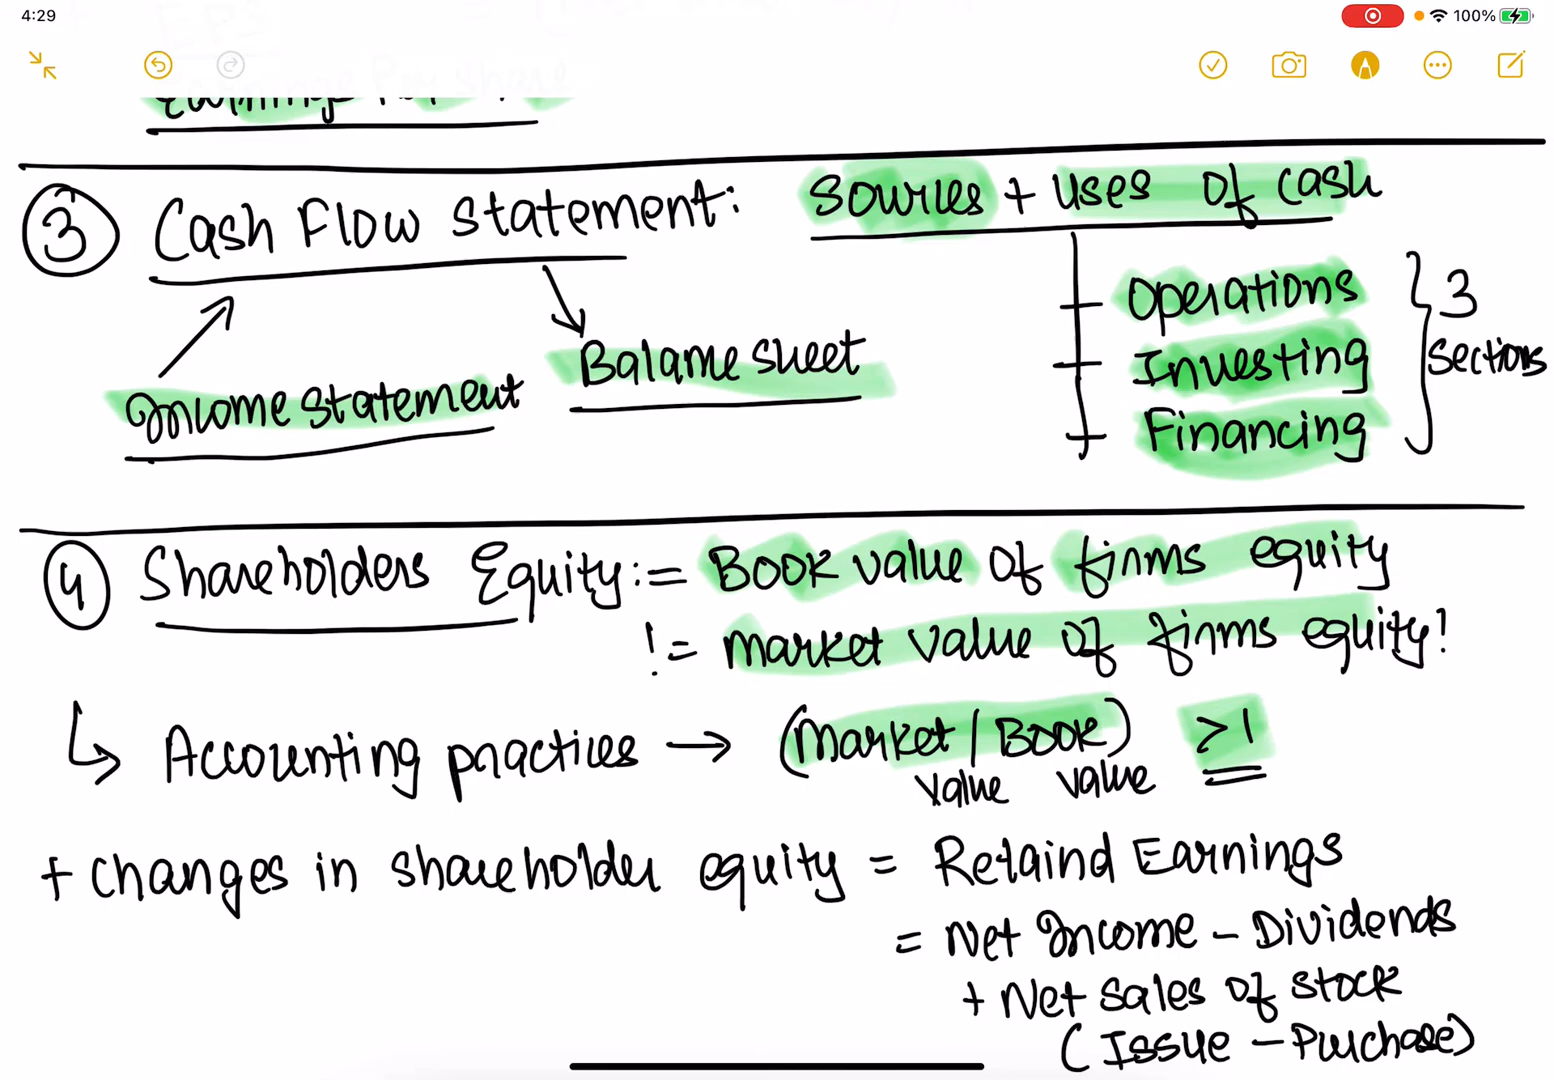 4:29
100%
Earnings Per
③ Cash Flow Statement: Sources + uses of cash
Operations
Investing
Financing
3 Sections
Income Statement
Balance sheet
④ Shareholders Equity: = Book value of firms equity
!= market value of firms equity!
↳ Accounting practices → (Market / Book) >1
value value
+ changes in shareholder equity = Retaind Earnings
= Net Income - Dividends
+ Net sales of stock
(Issue - Purchase)